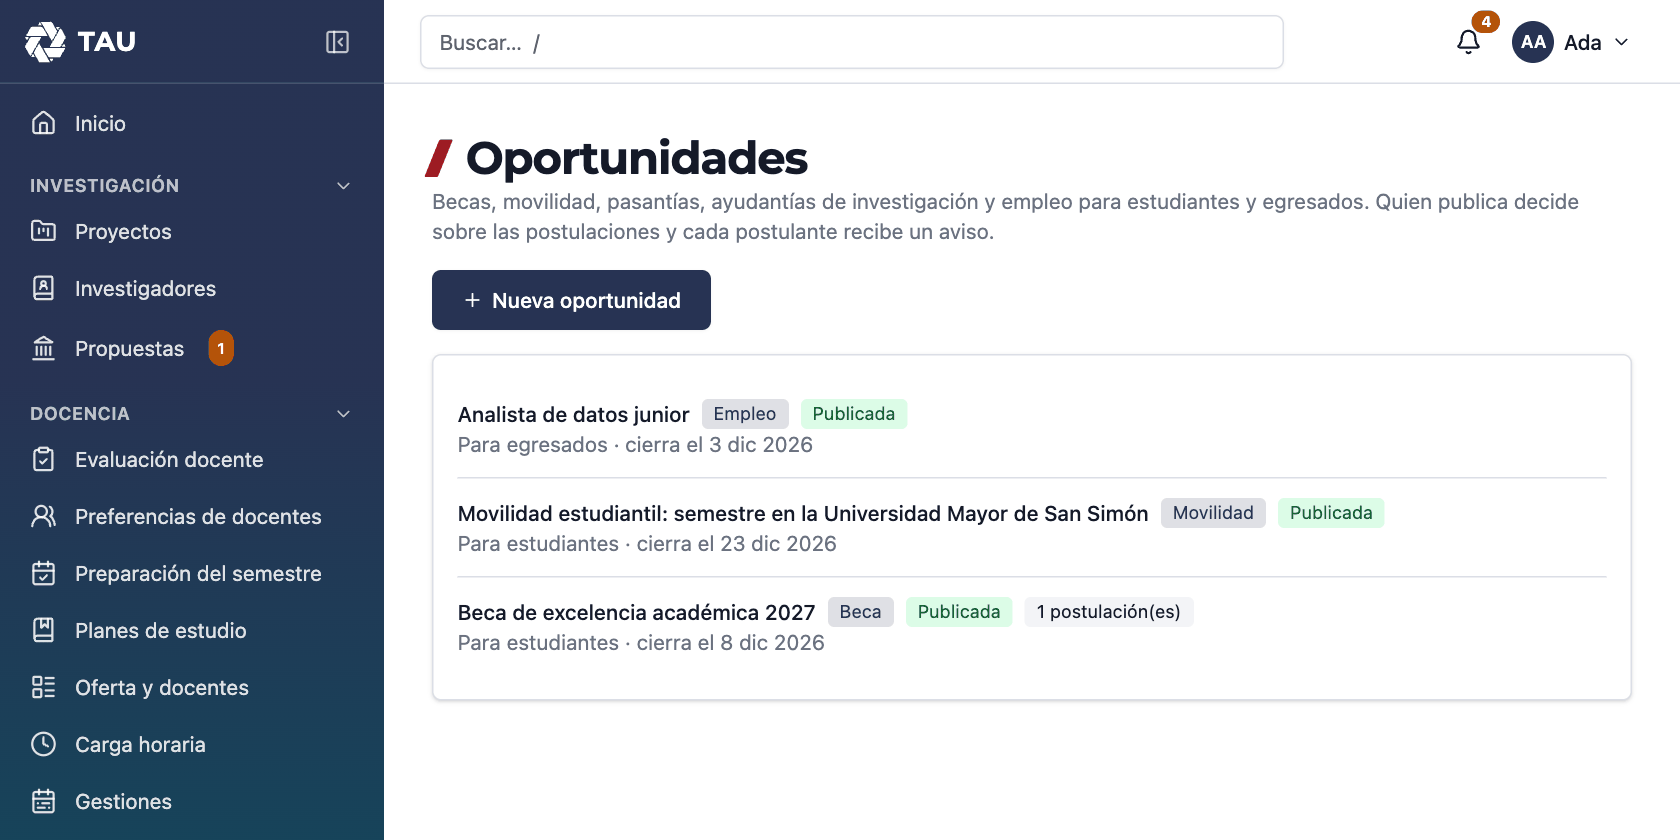 TAU
Buscar... /
4
AA
Ada
Inicio
INVESTIGACIÓN
Proyectos
Investigadores
Propuestas
1
DOCENCIA
Evaluación docente
Preferencias de docentes
Preparación del semestre
Planes de estudio
Oferta y docentes
Carga horaria
Gestiones
Oportunidades
Becas, movilidad, pasantías, ayudantías de investigación y empleo para estudiantes y egresados. Quien publica decide
sobre las postulaciones y cada postulante recibe un aviso.
+ Nueva oportunidad
Analista de datos junior Empleo Publicada
Para egresados · cierra el 3 dic 2026
Movilidad estudiantil: semestre en la Universidad Mayor de San Simón Movilidad Publicada
Para estudiantes · cierra el 23 dic 2026
Beca de excelencia académica 2027 Beca Publicada 1 postulación(es)
Para estudiantes · cierra el 8 dic 2026